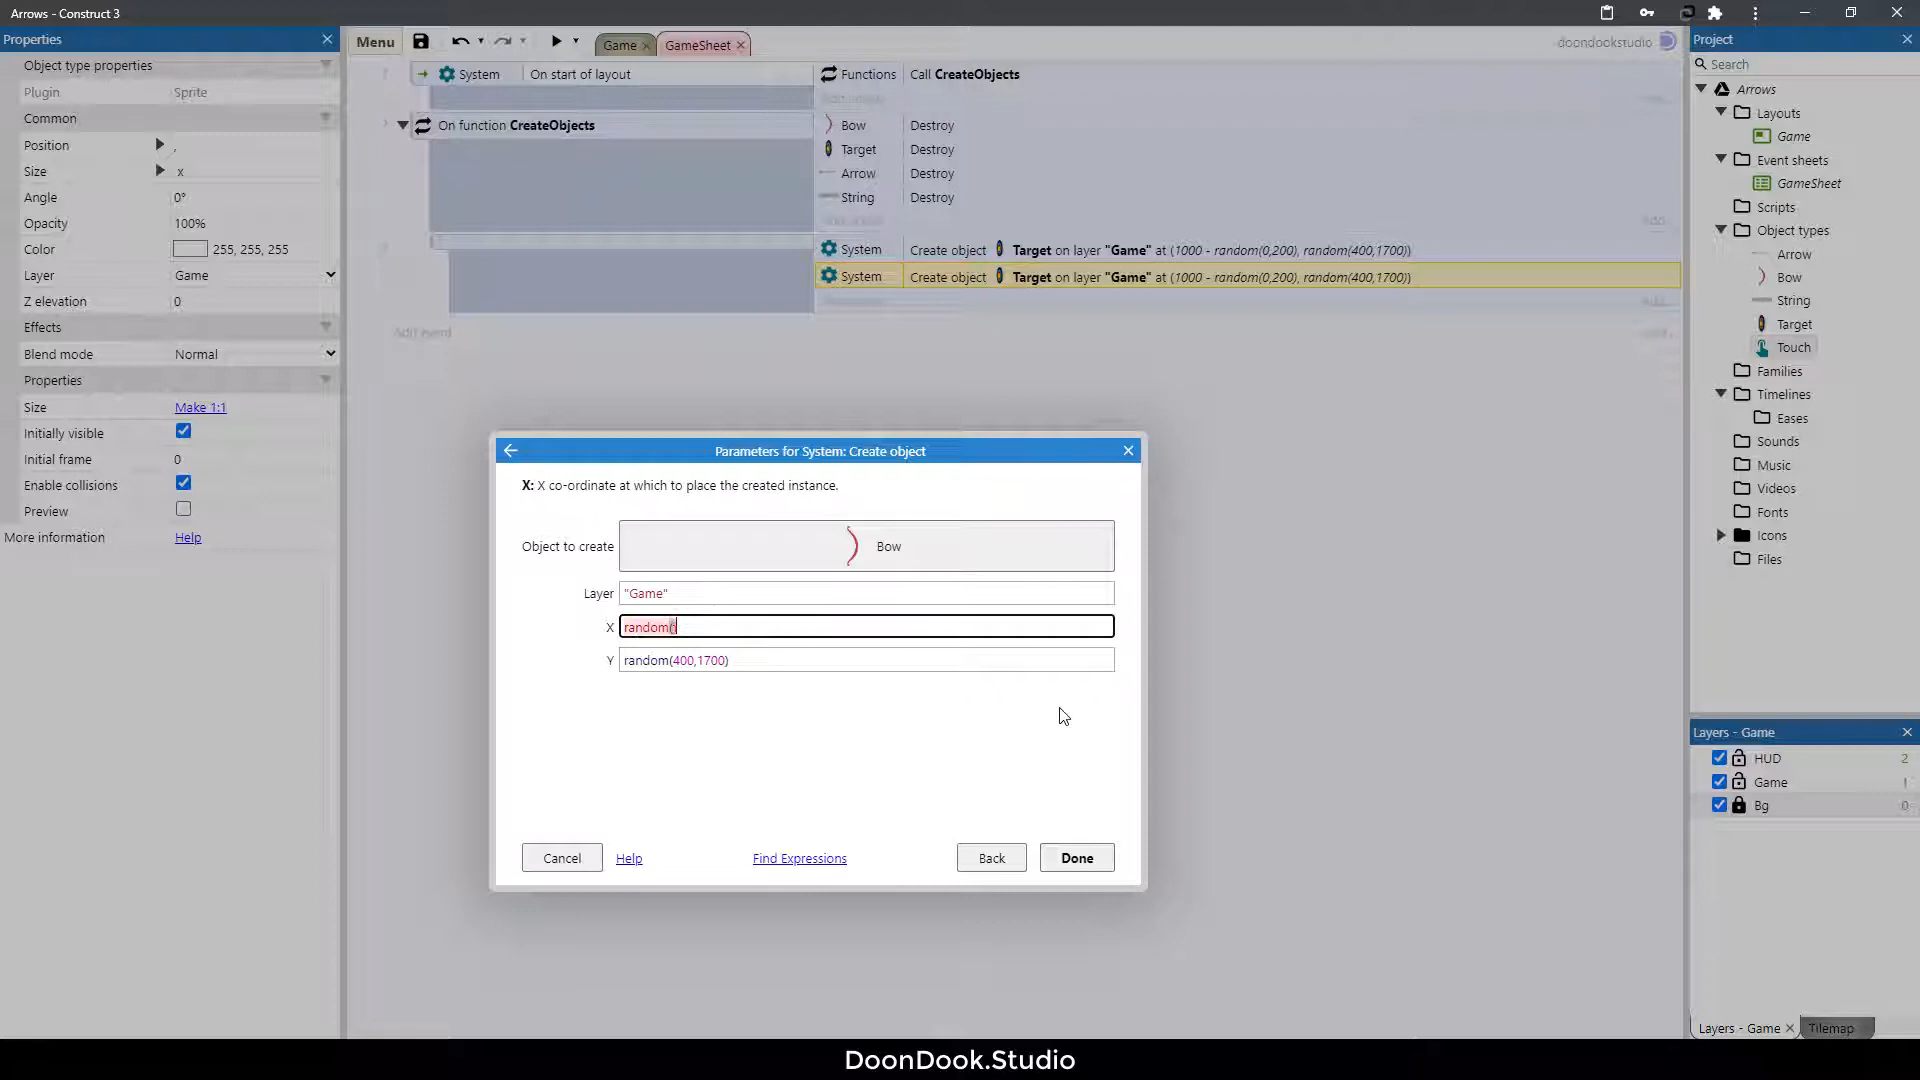 Arrows - Construct 3
Properties
Object type properties
Plugin Sprite
Common
Position ,
Size x
Angle 0°
Opacity 100%
Color 255, 255, 255
Layer Game
Z elevation 0
Effects
Blend mode Normal
Properties
Size Make 1:1
Initially visible
Initial frame 0
Enable collisions
Preview
More information Help
Menu
Game
GameSheet
doondookstudio
System On start of layout
Functions Call CreateObjects
On function CreateObjects
Bow Destroy
Target Destroy
Arrow Destroy
String Destroy
System Create object Target on layer "Game" at (1000 - random(0,200), random(400,1700))
System Create object Target on layer "Game" at (1000 - random(0,200), random(400,1700))
Add event
Parameters for System: Create object
X: X co-ordinate at which to place the created instance.
Object to create Bow
Layer "Game"
X random()
Y random(400,1700)
Cancel Help Find Expressions Back Done
Project
Search
Arrows
Layouts
Game
Event sheets
GameSheet
Scripts
Object types
Arrow
Bow
String
Target
Touch
Families
Timelines
Eases
Sounds
Music
Videos
Fonts
Icons
Files
Layers - Game
HUD 2
Game 1
Bg 0
Layers - Game Tilemap
DoonDook.Studio